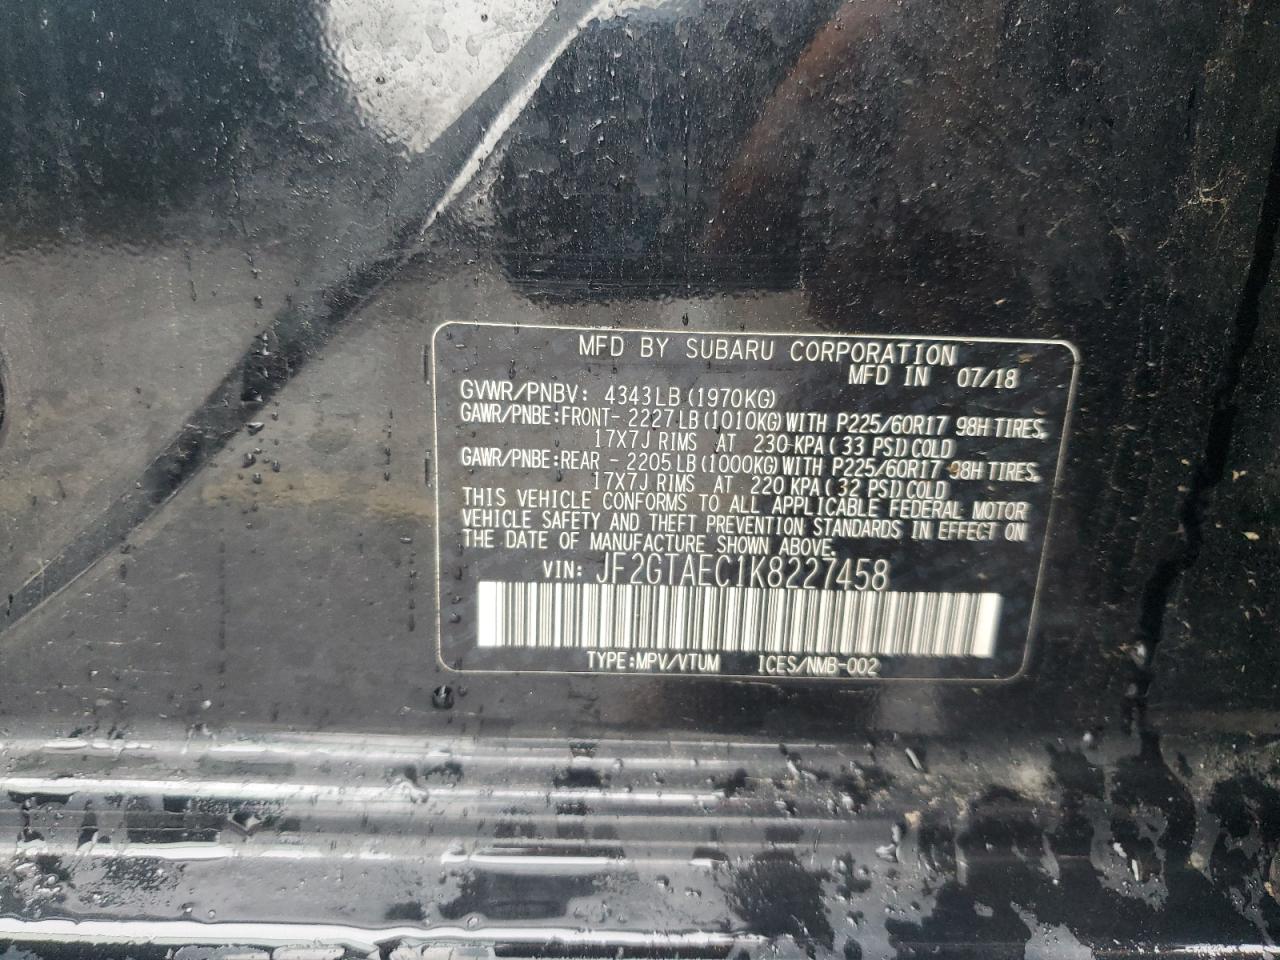 MFD BY SUBARU CORPORATION
MFD IN 07/18
GVWR/PNBV: 4343LB(1970KG)
GAWR/PNBE:FRONT-2227LB(1010KG)WITH P225/60R17 98H TIRES,
17X7J RIMS AT 230 KPA(33 PSI)COLD
GAWR/PNBE:REAR -2205LB(1000KG)WITH P225/60R17 98H TIRES,
17X7J RIMS AT 220 KPA(32 PSI)COLD
THIS VEHICLE CONFORMS TO ALL APPLICABLE FEDERAL MOTOR
VEHICLE SAFETY AND THEFT PREVENTION STANDARDS IN EFFECT ON
THE DATE OF MANUFACTURE SHOWN ABOVE.
VIN: JF2GTAEC1K8227458
TYPE:MPV/VTUM ICES/NMB-002